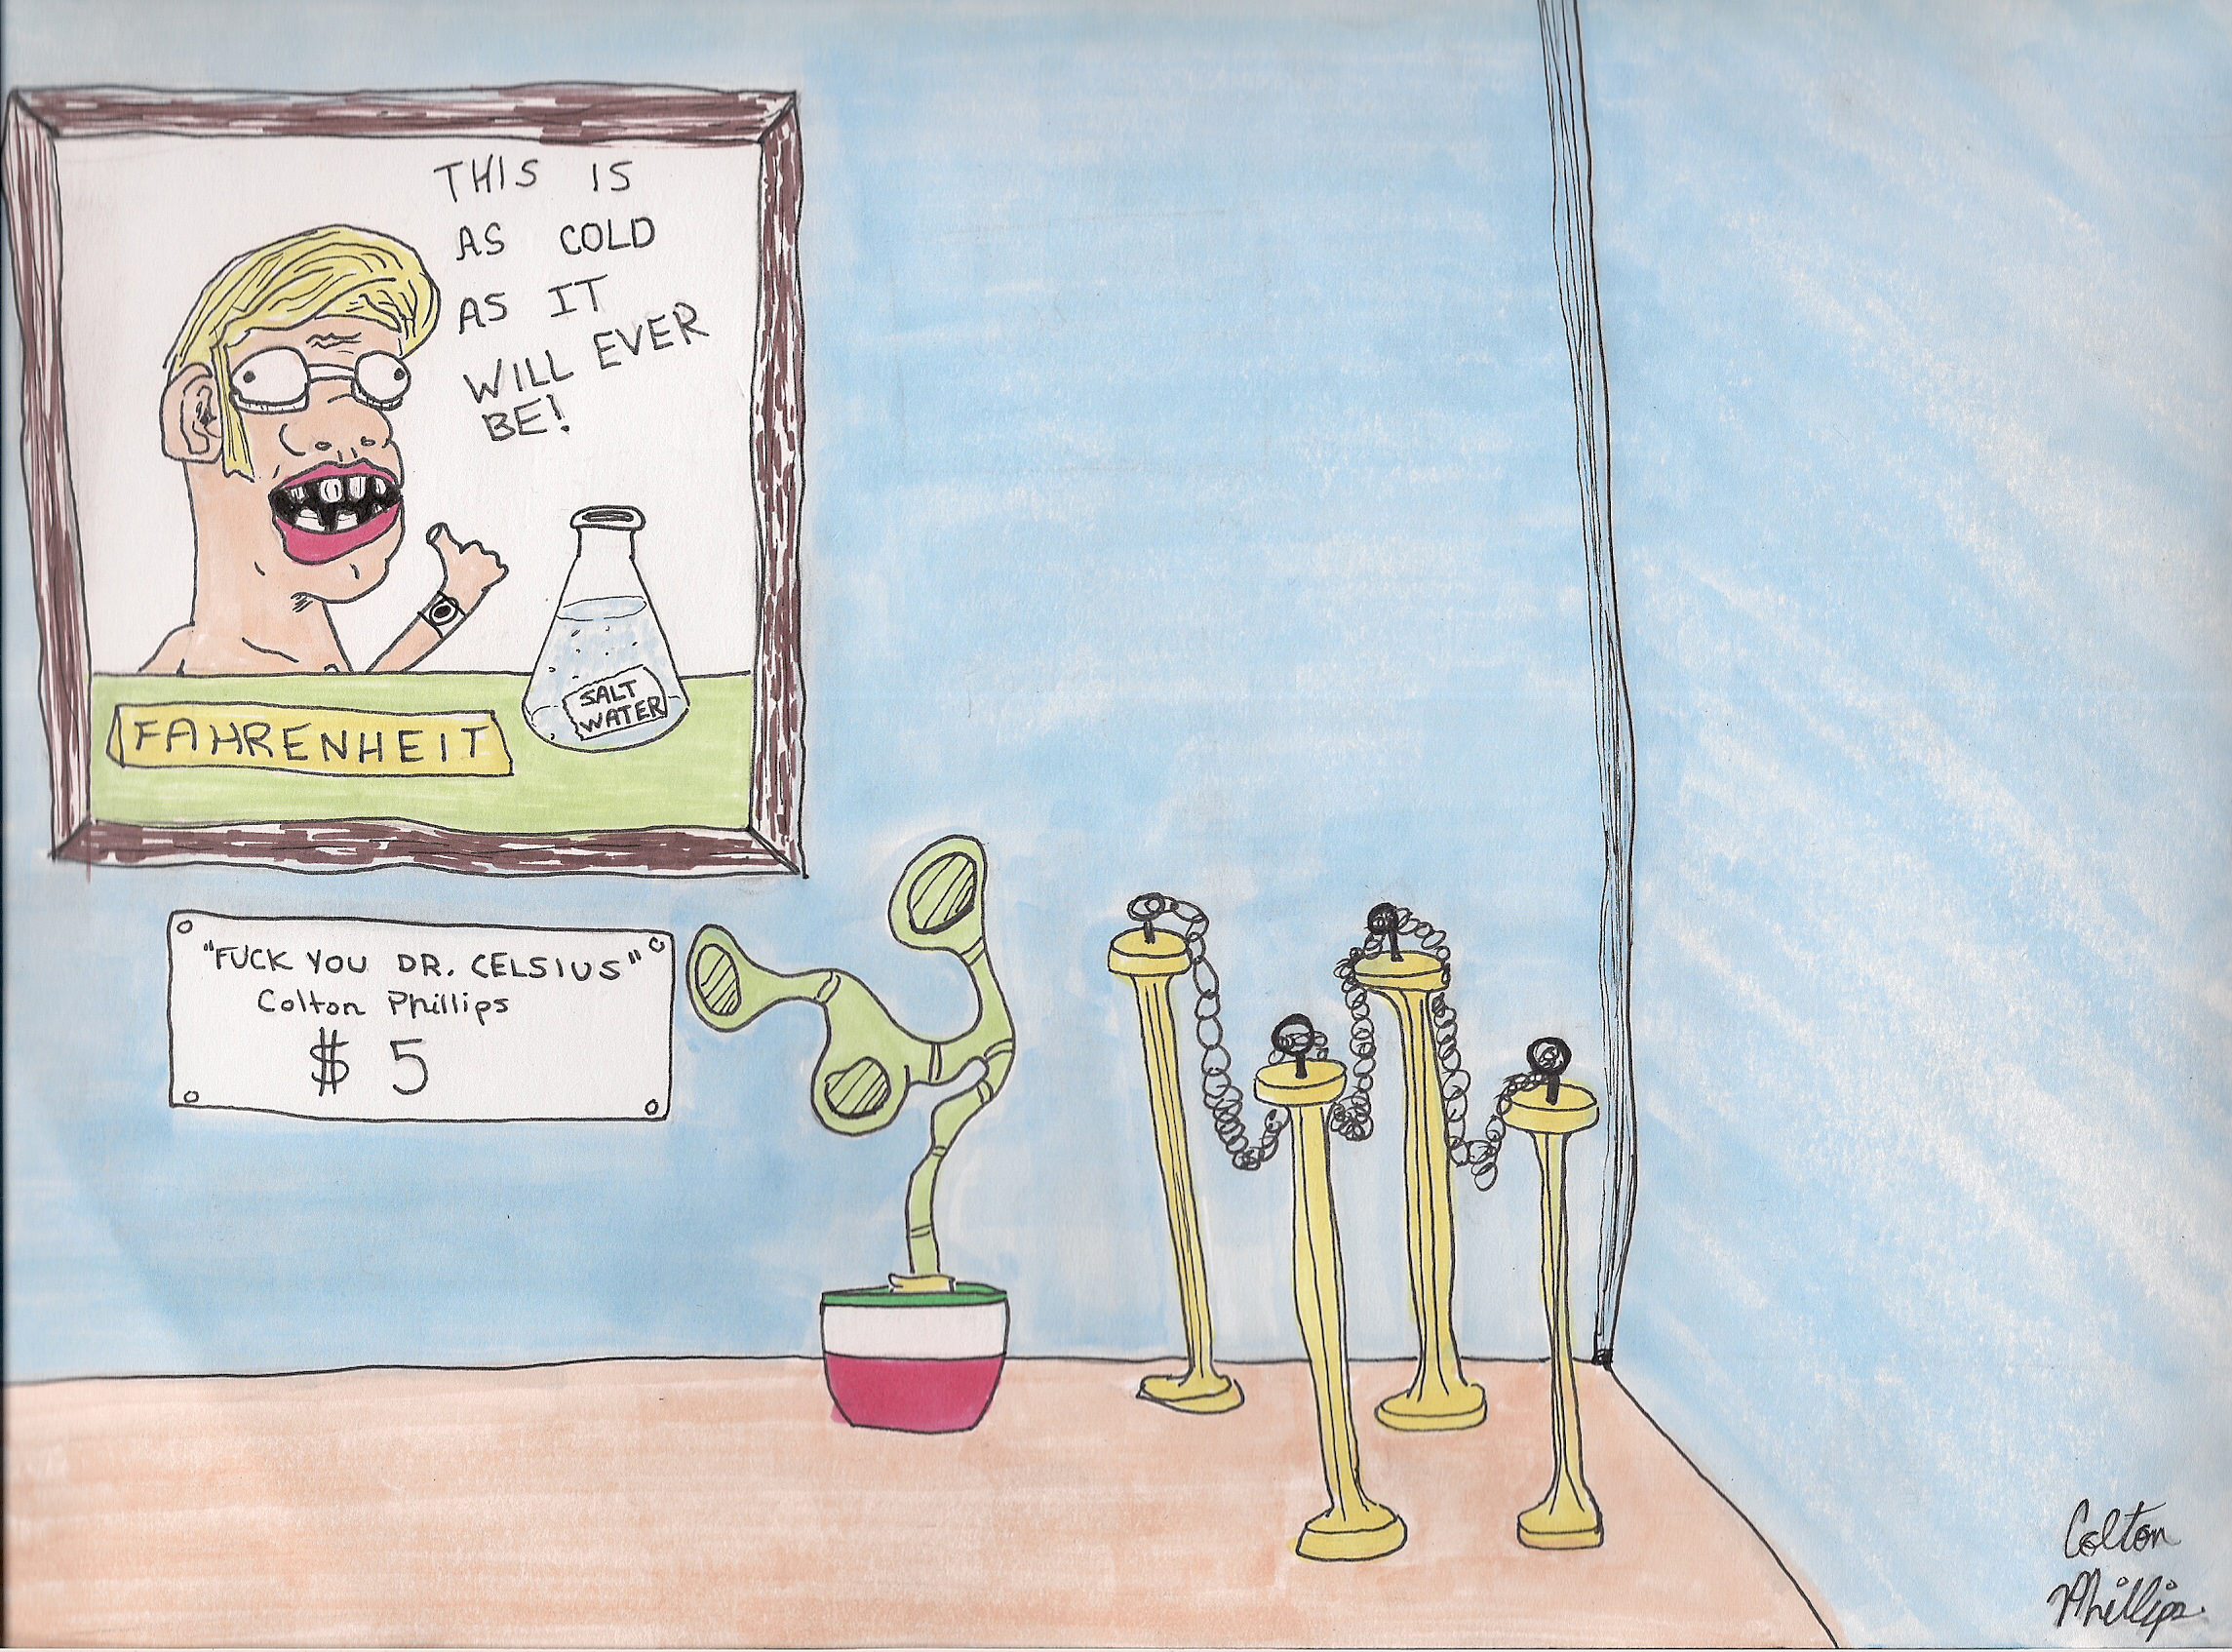 THIS IS
AS COLD
AS IT
WILL EVER
BE!
SALT
WATER
FAHRENHEIT
"FUCK YOU DR. CELSIUS"
Colton Phillips
$ 5
Colton
Phillips